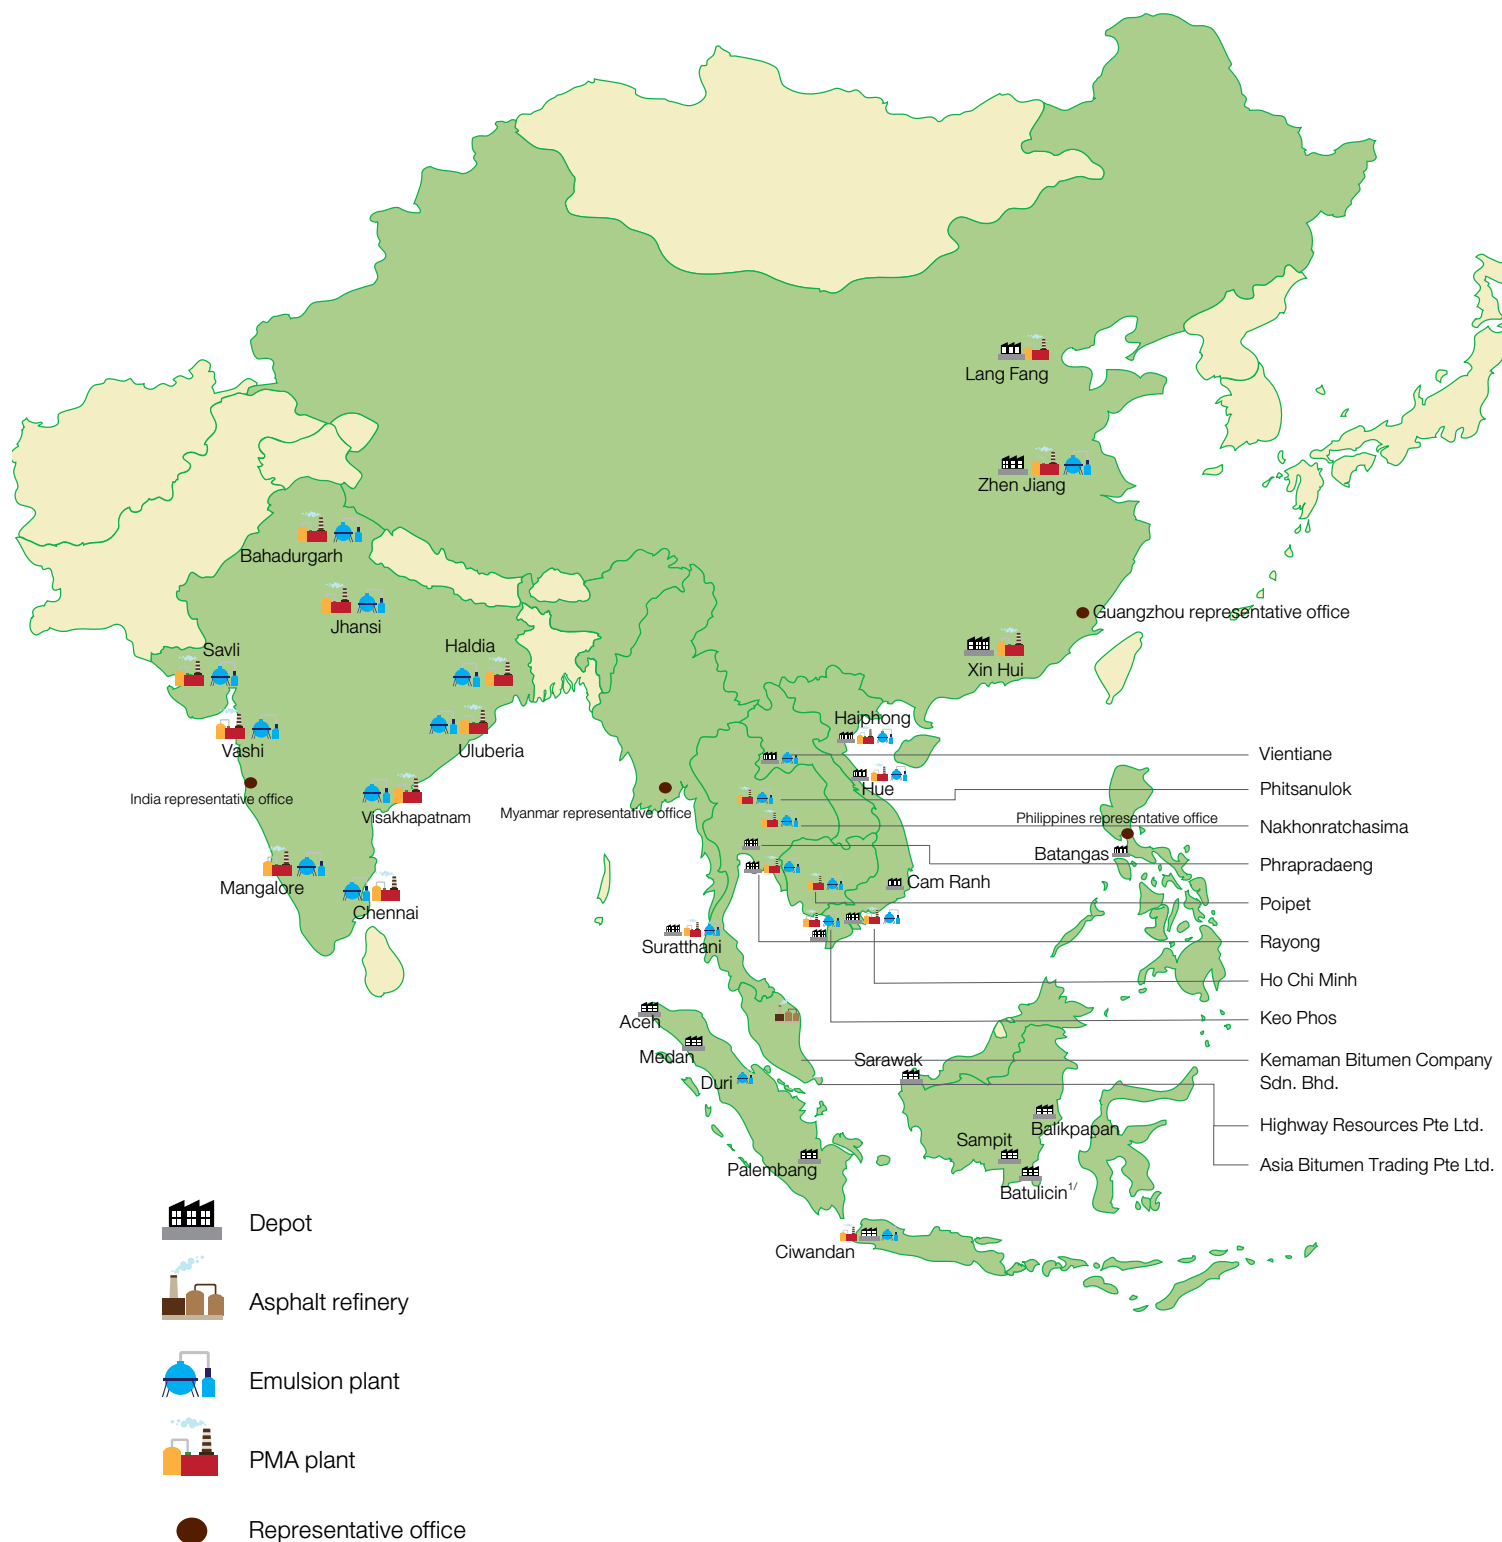 Lang Fang
Zhen Jiang
Bahadurgarh
Jhansi
Guangzhou representative office
Savli
Haldia
Xin Hui
Haiphong
Vashi
Uluberia
Vientiane
Hue
Phitsanulok
India representative office
Myanmar representative office
Visakhapatnam
Philippines representative office
Nakhonratchasima
Batangas
Phrapradaeng
Mangalore
Cam Ranh
Chennai
Poipet
Suratthani
Rayong
Ho Chi Minh
Aceh
Keo Phos
Medan
Sarawak
Kemaman Bitumen Company
Sdn. Bhd.
Duri
Balikpapan
Highway Resources Pte Ltd.
Sampit
Palembang
Asia Bitumen Trading Pte Ltd.
Batulicin1/
Ciwandan
Depot
Asphalt refinery
Emulsion plant
PMA plant
Representative office